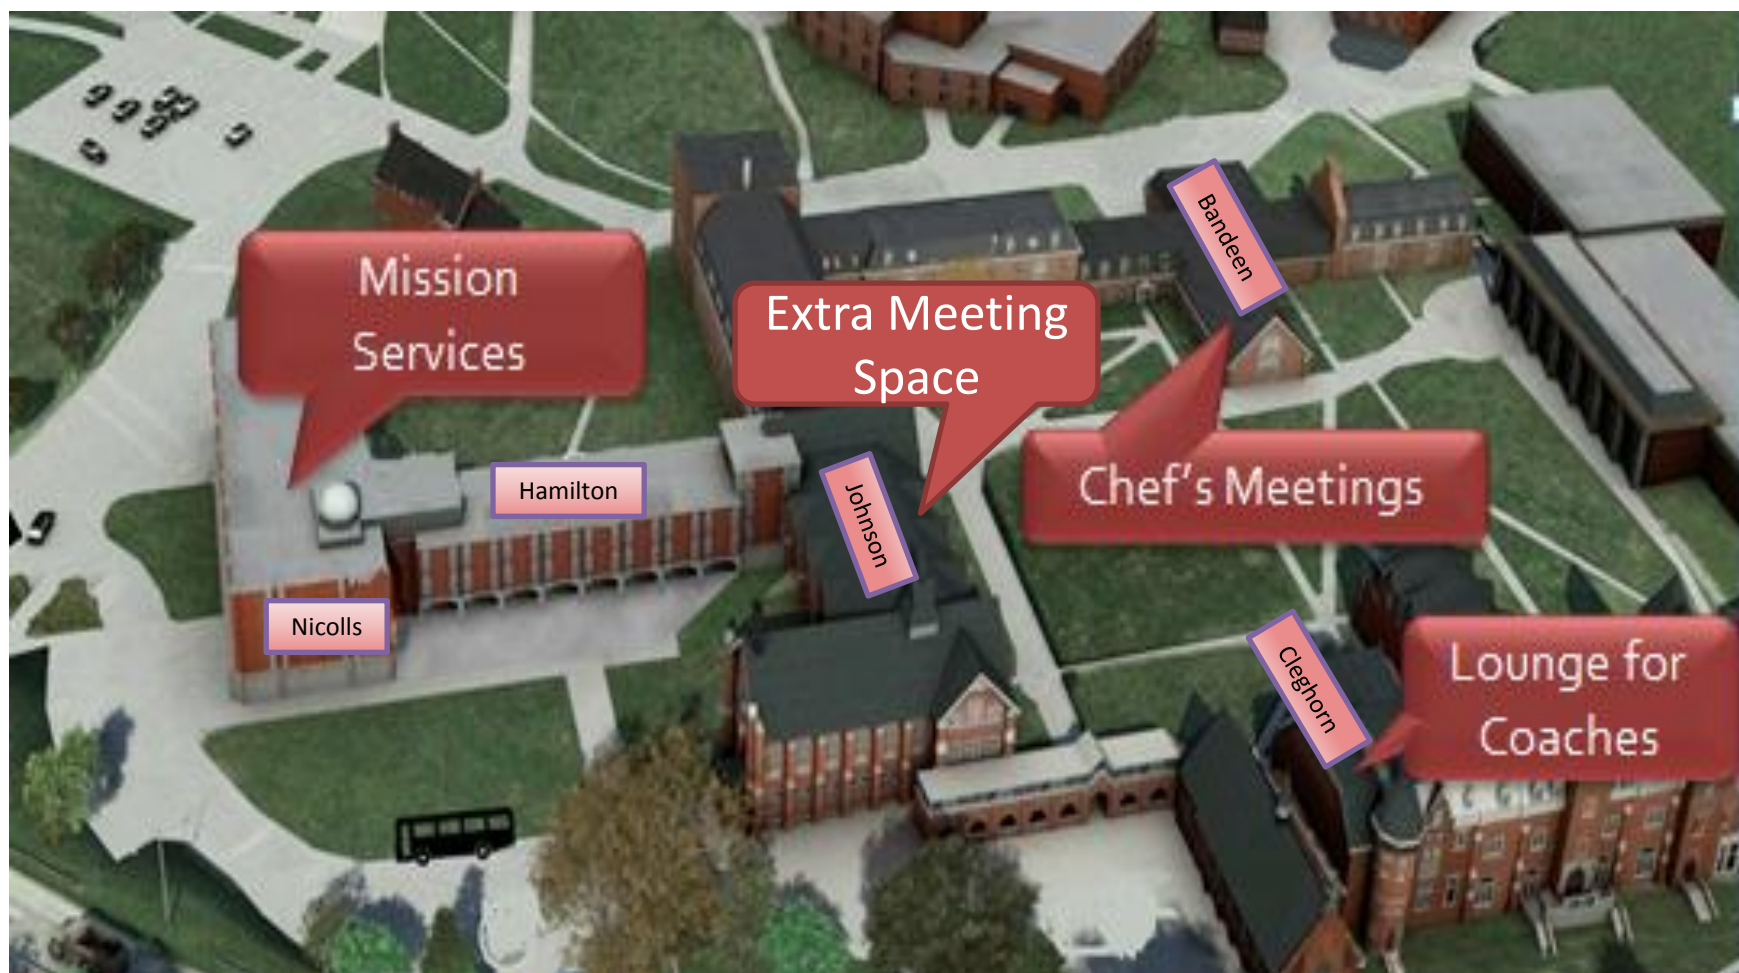 Bandeen
Mission
Services
Extra Meeting
Space
Chef's Meetings
Hamilton
Johnson
Nicolls
Cleghorn
Lounge for
Coaches